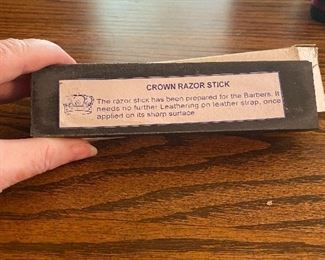 CROWN RAZOR STICK
The razor stick has been prepared for the Barbers. It
needs no further Leathering on leather strap, once
applied on its sharp surface